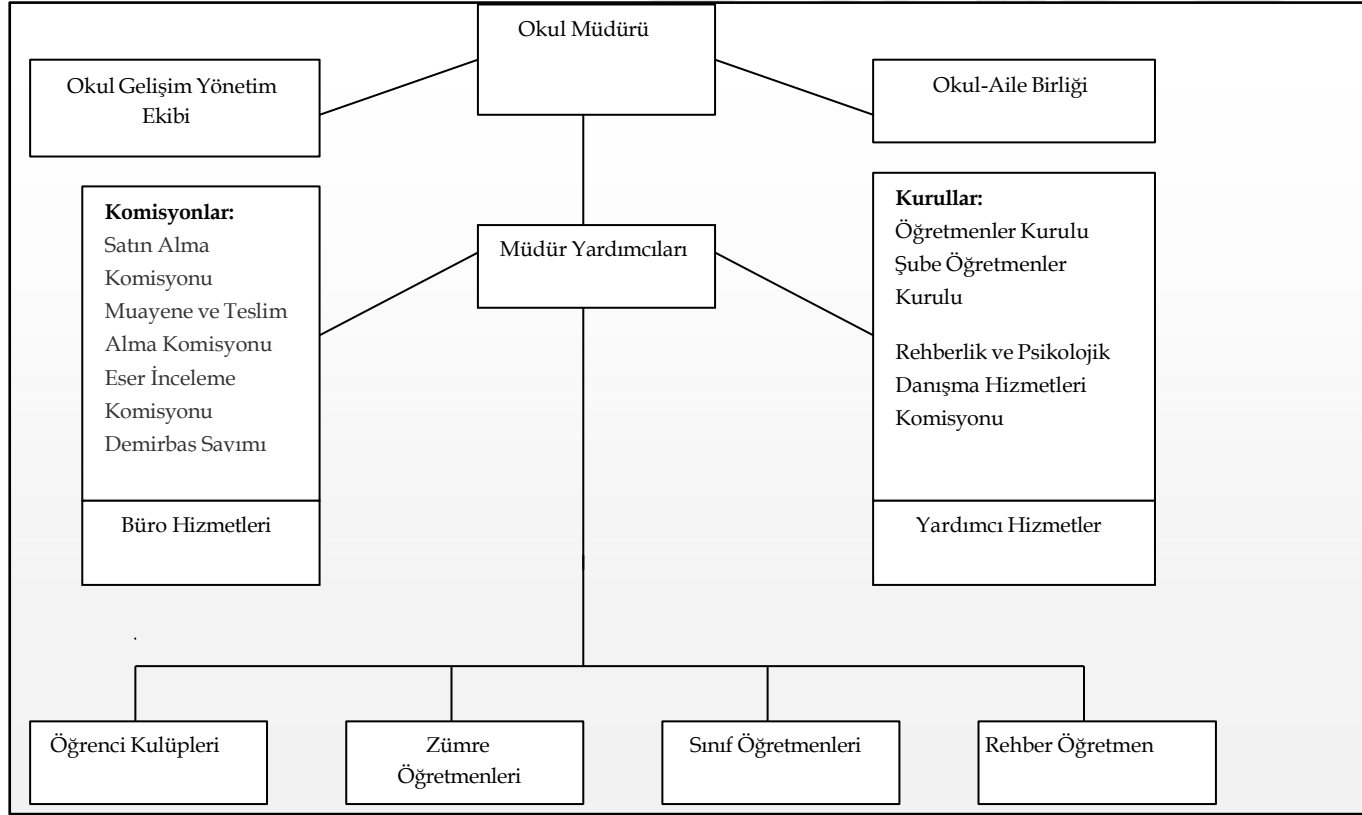 Okul Müdürü
Okul Gelişim Yönetim
Ekibi
Okul-Aile Birliği
Komisyonlar:
Satın Alma
Komisyonu
Muayene ve Teslim
Alma Komisyonu
Eser İnceleme
Komisyonu
Demirbas Savımı
Müdür Yardımcıları
Kurullar:
Öğretmenler Kurulu
Şube Öğretmenler
Kurulu
Rehberlik ve Psikolojik
Danışma Hizmetleri
Komisyonu
Büro Hizmetleri
Yardımcı Hizmetler
Öğrenci Kulüpleri
Zümre
Öğretmenleri
Sınıf Öğretmenleri
Rehber Öğretmen